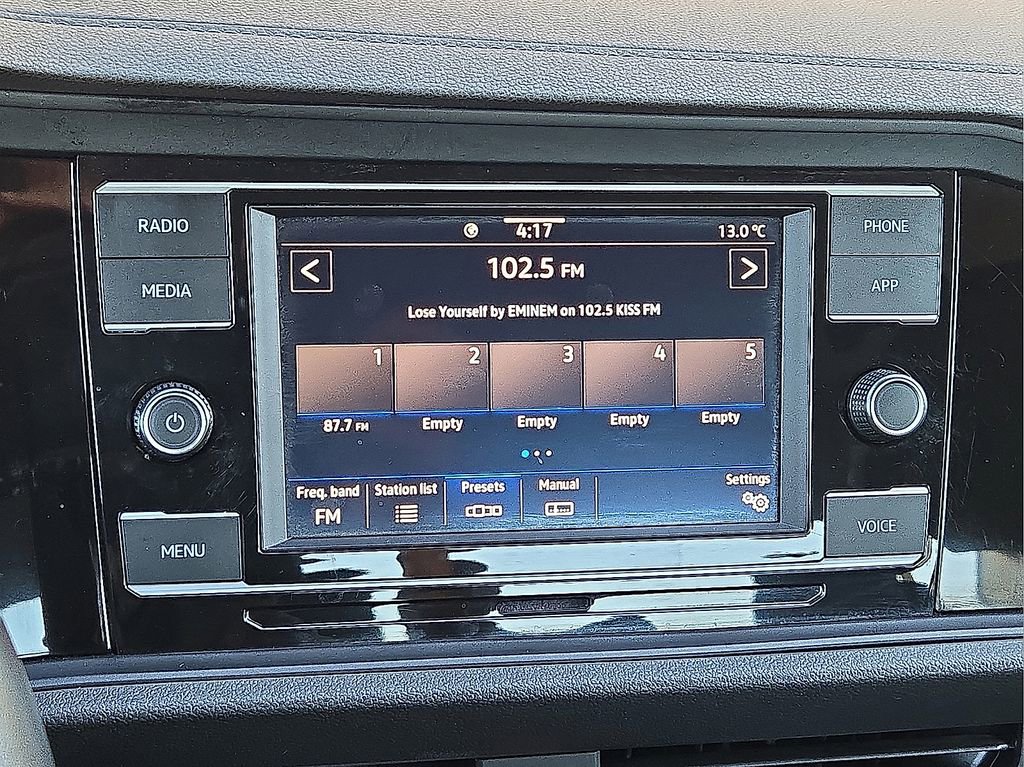 RADIO
MEDIA
MENU
4:17
13.0 °C
<
102.5 FM
>
Lose Yourself by EMINEM on 102.5 KISS FM
1 2 3 4 5
87.7 FM Empty Empty Empty Empty
Freq. band Station list Presets Manual Settings
FM
PHONE
APP
VOICE